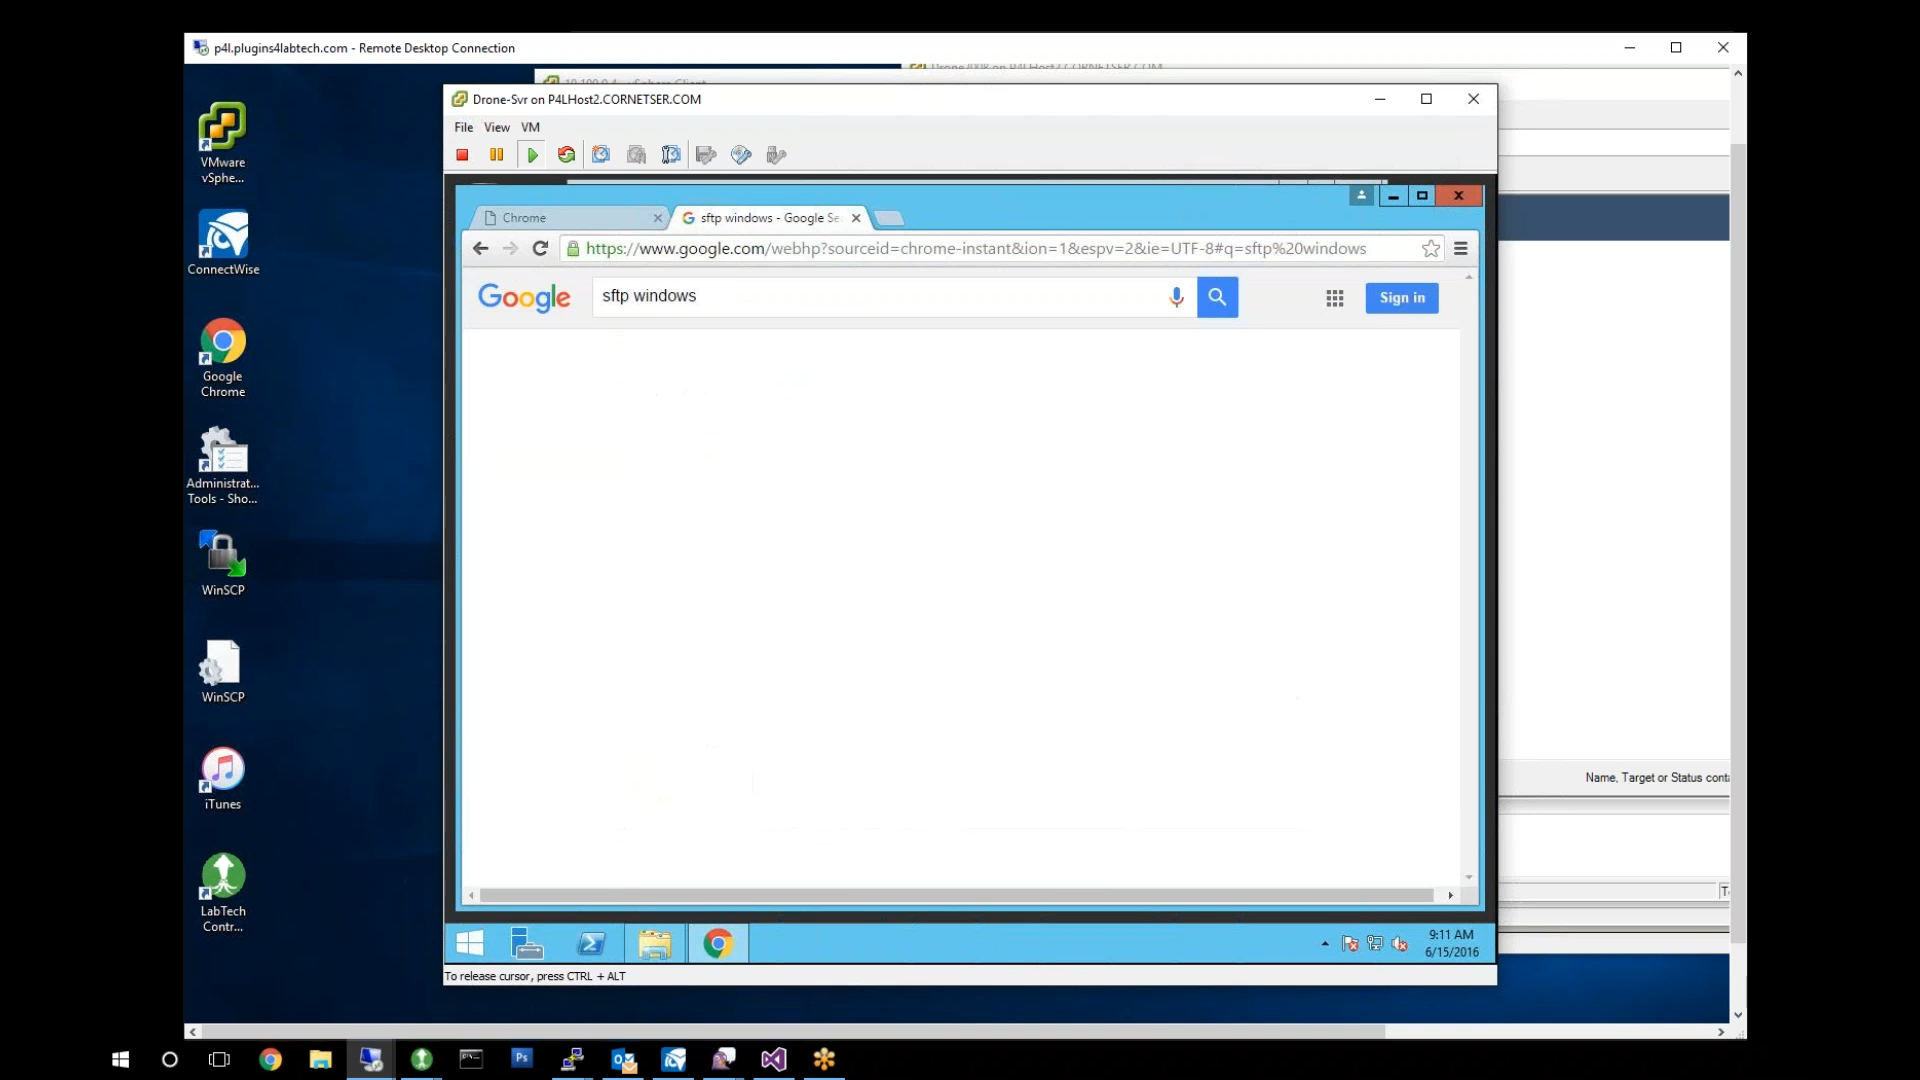 p4l.plugins4labtech.com - Remote Desktop Connection
Drone-Svr on P4LHost2.CORNETSER.COM
File View VM
Chrome
sftp windows - Google Se
https://www.google.com/webhp?sourceid=chrome-instant&ion=1&espv=2&ie=UTF-8#q=sftp%20windows
Google
sftp windows
Sign in
VMware
vSphe...
ConnectWise
Google
Chrome
Administrat...
Tools - Sho...
WinSCP
WinSCP
iTunes
LabTech
Contr...
Name, Target or Status conta
9:11 AM
6/15/2016
To release cursor, press CTRL + ALT
Ps